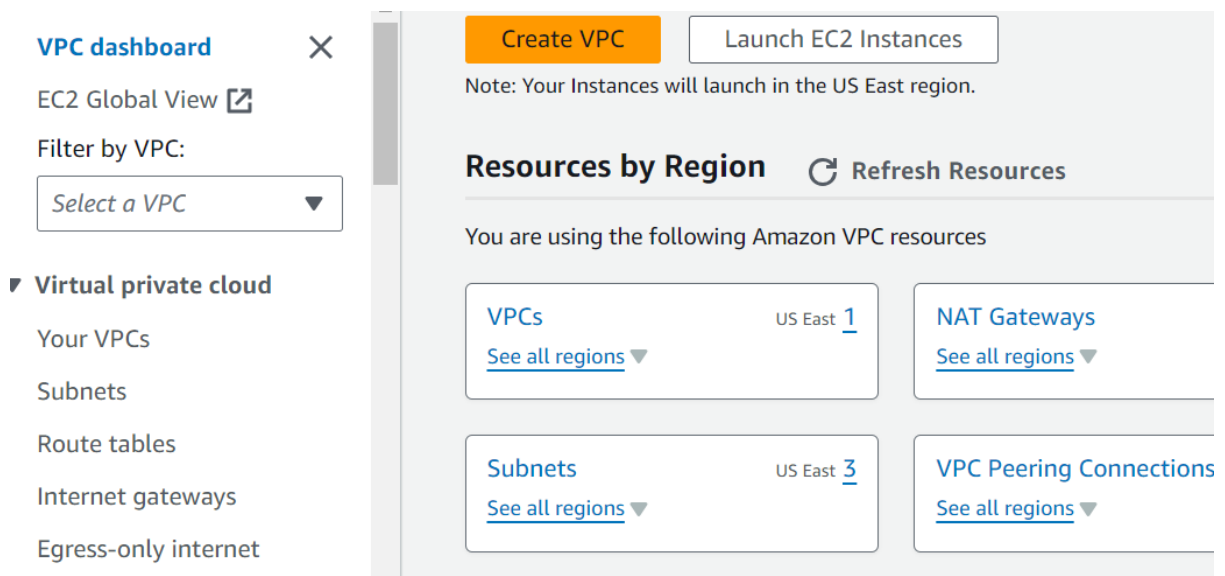 VPC dashboard
EC2 Global View
Filter by VPC:
Select a VPC
Virtual private cloud
Your VPCs
Subnets
Route tables
Internet gateways
Egress-only internet
Create VPC
Launch EC2 Instances
Note: Your Instances will launch in the US East region.
Resources by Region
Refresh Resources
You are using the following Amazon VPC resources
VPCs US East 1
See all regions
NAT Gateways
See all regions
Subnets US East 3
See all regions
VPC Peering Connections
See all regions